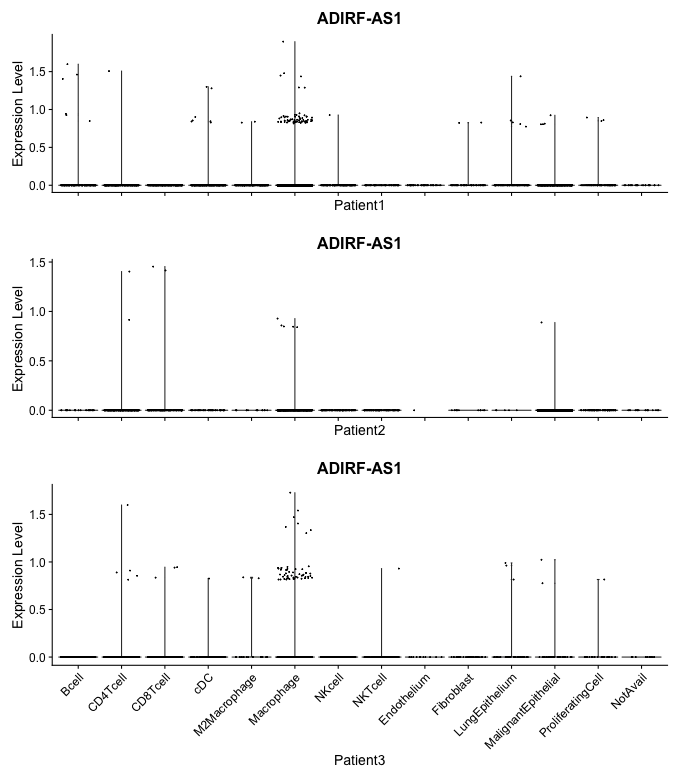 ADIRF-AS1
Expression Level
1.5
1.0
0.5
0.0
Patient1
ADIRF-AS1
Expression Level
1.5
1.0
0.5
0.0
Patient2
ADIRF-AS1
Expression Level
1.5
1.0
0.5
0.0
Bcell
CD4Tcell
CD8Tcell
cDC
M2Macrophage
Macrophage
NKcell
NKTcell
Endothelium
Fibroblast
LungEpithelium
MalignantEpithelial
ProliferatingCell
NotAvail
Patient3